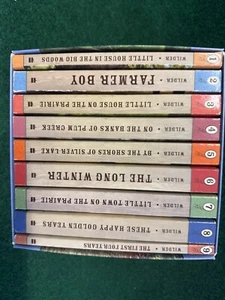 1 WILDER LITTLE HOUSE IN THE BIG WOODS
2 WILDER FARMER BOY
3 WILDER LITTLE HOUSE ON THE PRAIRIE
4 WILDER ON THE BANKS OF PLUM CREEK
5 WILDER BY THE SHORES OF SILVER LAKE
6 WILDER THE LONG WINTER
7 WILDER LITTLE TOWN ON THE PRAIRIE
8 WILDER THESE HAPPY GOLDEN YEARS
9 WILDER THE FIRST FOUR YEARS